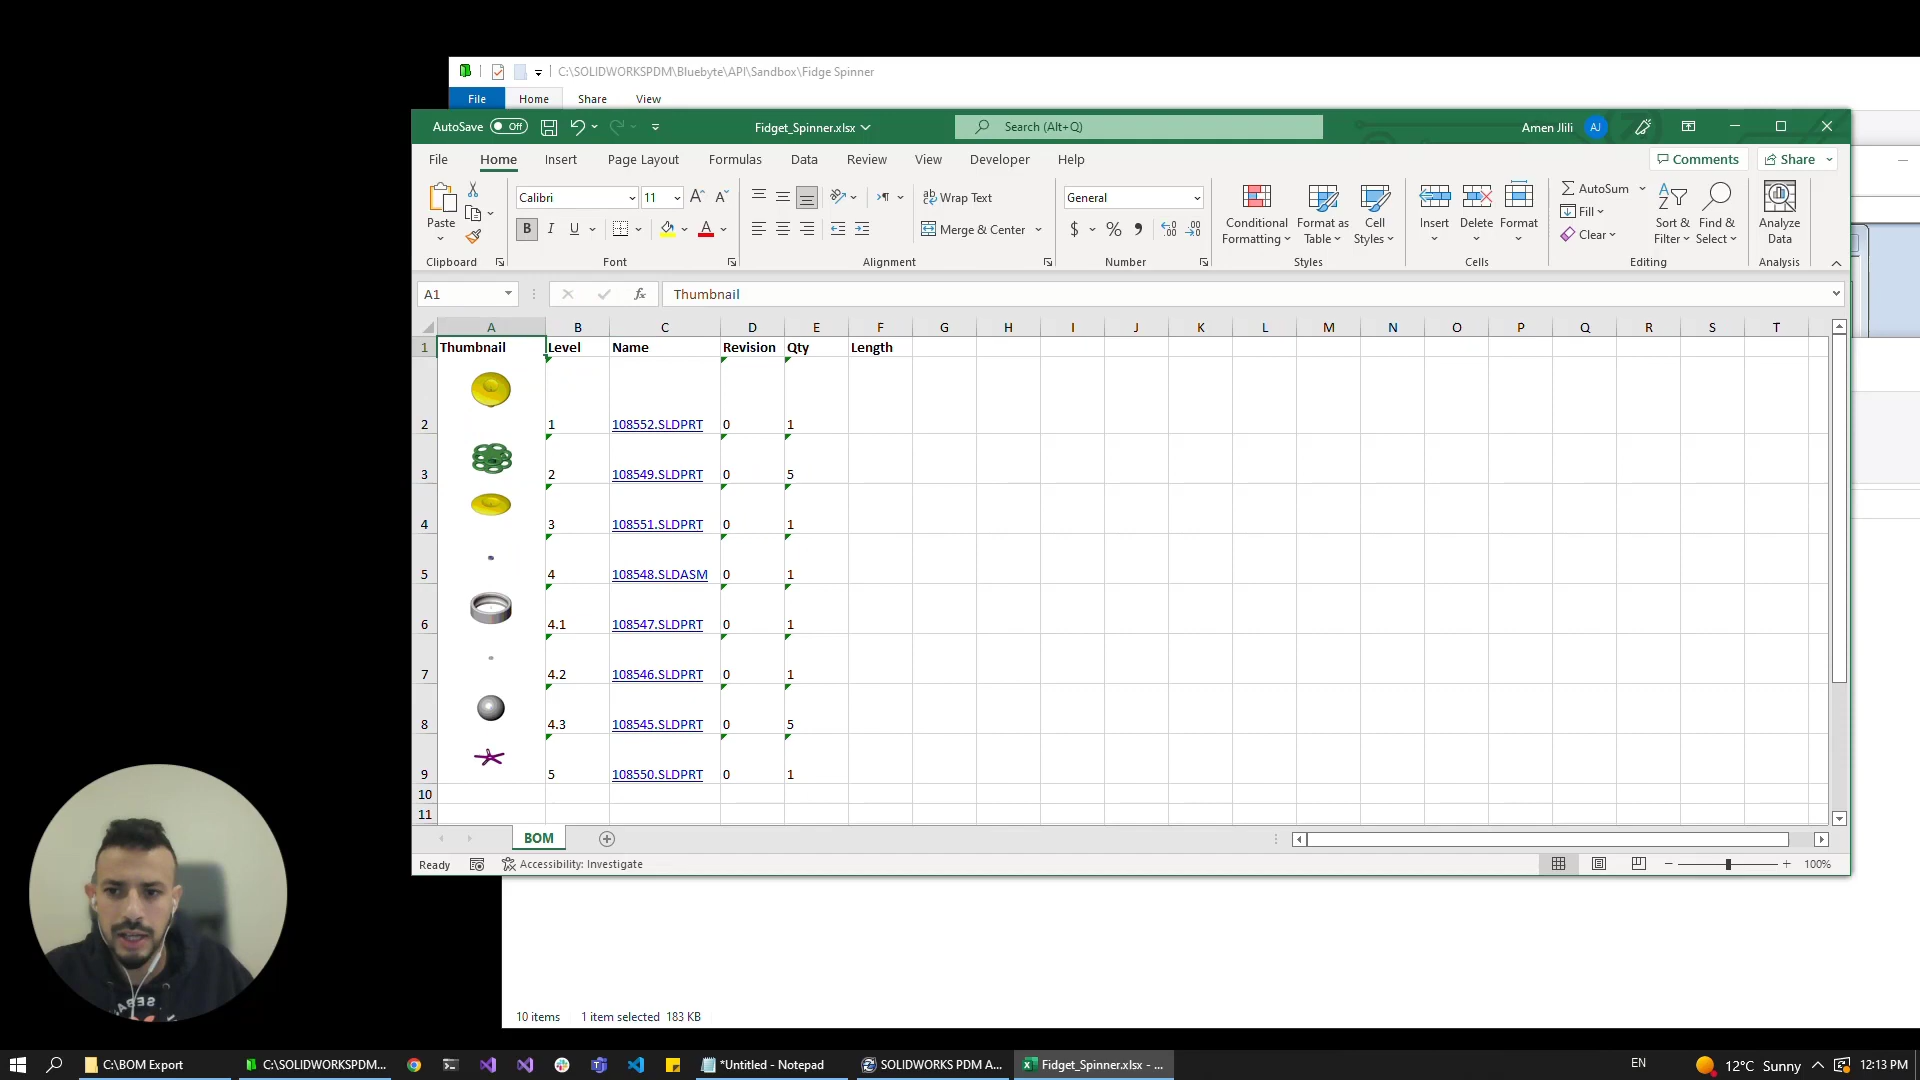 C:\SOLIDWORKSPDM\Bluebyte\API\Sandbox\Fidge Spinner
File Home Share View
AutoSave Off Fidget_Spinner.xlsx Search (Alt+Q) Amen Jlili AJ
File Home Insert Page Layout Formulas Data Review View Developer Help Comments Share
Calibri 11 Wrap Text General AutoSum
Paste Merge & Center Conditional Formatting Format as Table Cell Styles Insert Delete Format Fill Clear Sort & Filter Find & Select Analyze Data
Clipboard Font Alignment Number Styles Cells Editing Analysis
A1 fx Thumbnail
A B C D E F G H I J K L M N O P Q R S T
1 Thumbnail Level Name Revision Qty Length
2 1 108552.SLDPRT 0 1
3 2 108549.SLDPRT 0 5
4 3 108551.SLDPRT 0 1
5 4 108548.SLDASM 0 1
6 4.1 108547.SLDPRT 0 1
7 4.2 108546.SLDPRT 0 1
8 4.3 108545.SLDPRT 0 5
9 5 108550.SLDPRT 0 1
10
11
BOM
Ready Accessibility: Investigate 100%
10 items 1 item selected 183 KB
C:\BOM Export C:\SOLIDWORKSPDM... *Untitled - Notepad SOLIDWORKS PDM A... Fidget_Spinner.xlsx - ... EN 12°C Sunny 12:13 PM